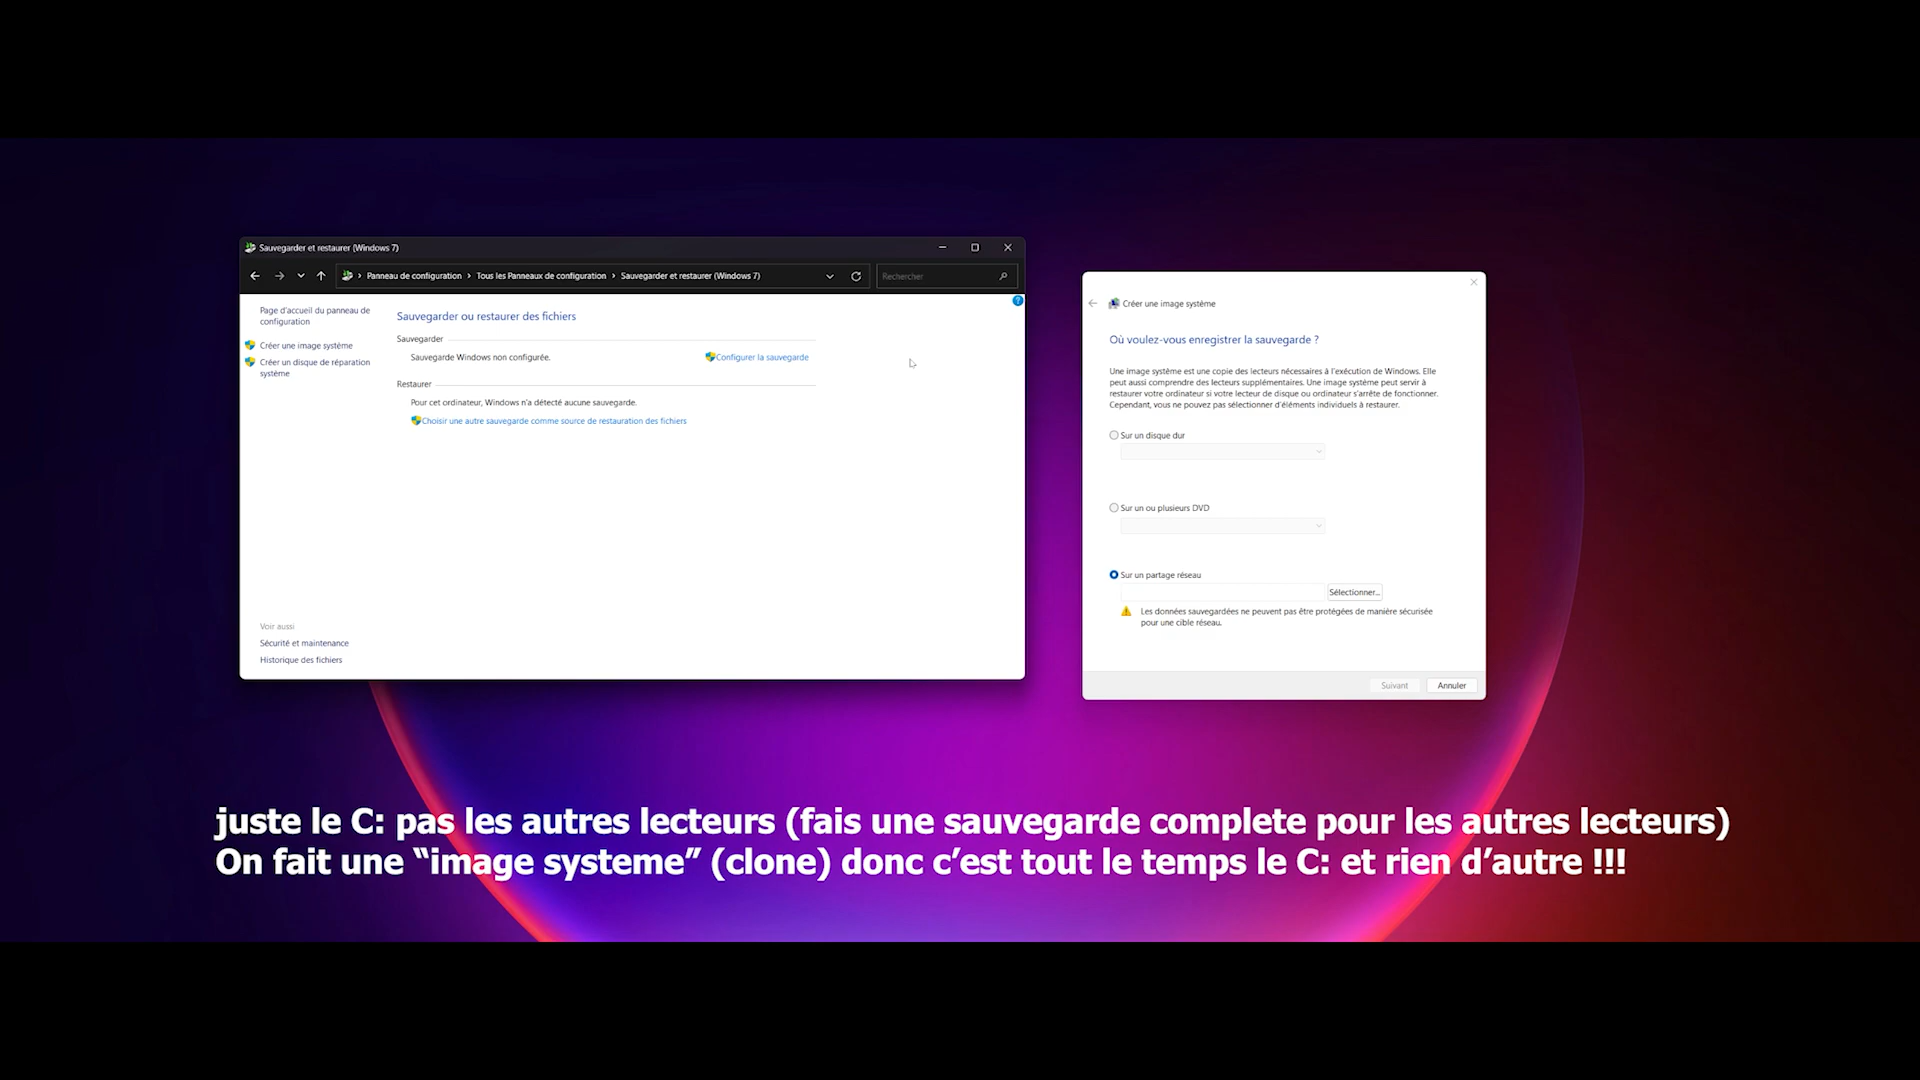 Sauvegarder et restaurer (Windows 7)
Panneau de configuration > Tous les Panneaux de configuration > Sauvegarder et restaurer (Windows 7)
Rechercher
Page d'accueil du panneau de
configuration
Créer une image système
Créer un disque de réparation
système
Sauvegarder ou restaurer des fichiers
Sauvegarder
Sauvegarde Windows non configurée.
Configurer la sauvegarde
Restaurer
Pour cet ordinateur, Windows n'a détecté aucune sauvegarde.
Choisir une autre sauvegarde comme source de restauration des fichiers
Voir aussi
Sécurité et maintenance
Historique des fichiers
Créer une image système
Où voulez-vous enregistrer la sauvegarde ?
Une image système est une copie des lecteurs nécessaires à l'exécution de Windows. Elle
peut aussi comprendre des lecteurs supplémentaires. Une image système peut servir à
restaurer votre ordinateur si votre lecteur de disque ou ordinateur s'arrête de fonctionner.
Cependant, vous ne pouvez pas sélectionner d'éléments individuels à restaurer.
Sur un disque dur
Sur un ou plusieurs DVD
Sur un partage réseau
Sélectionner...
Les données sauvegardées ne peuvent pas être protégées de manière sécurisée
pour une cible réseau.
Suivant
Annuler
juste le C: pas les autres lecteurs (fais une sauvegarde complete pour les autres lecteurs)
On fait une “image systeme” (clone) donc c’est tout le temps le C: et rien d’autre !!!